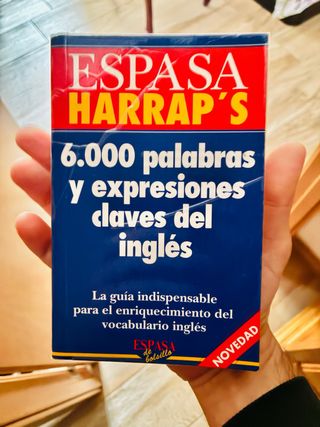 ESPASA
HARRAP'S
6.000 palabras
y expresiones
claves del
inglés
La guía indispensable
para el enriquecimiento del
vocabulario inglés
ESPASA
de bolsillo
NOVEDAD